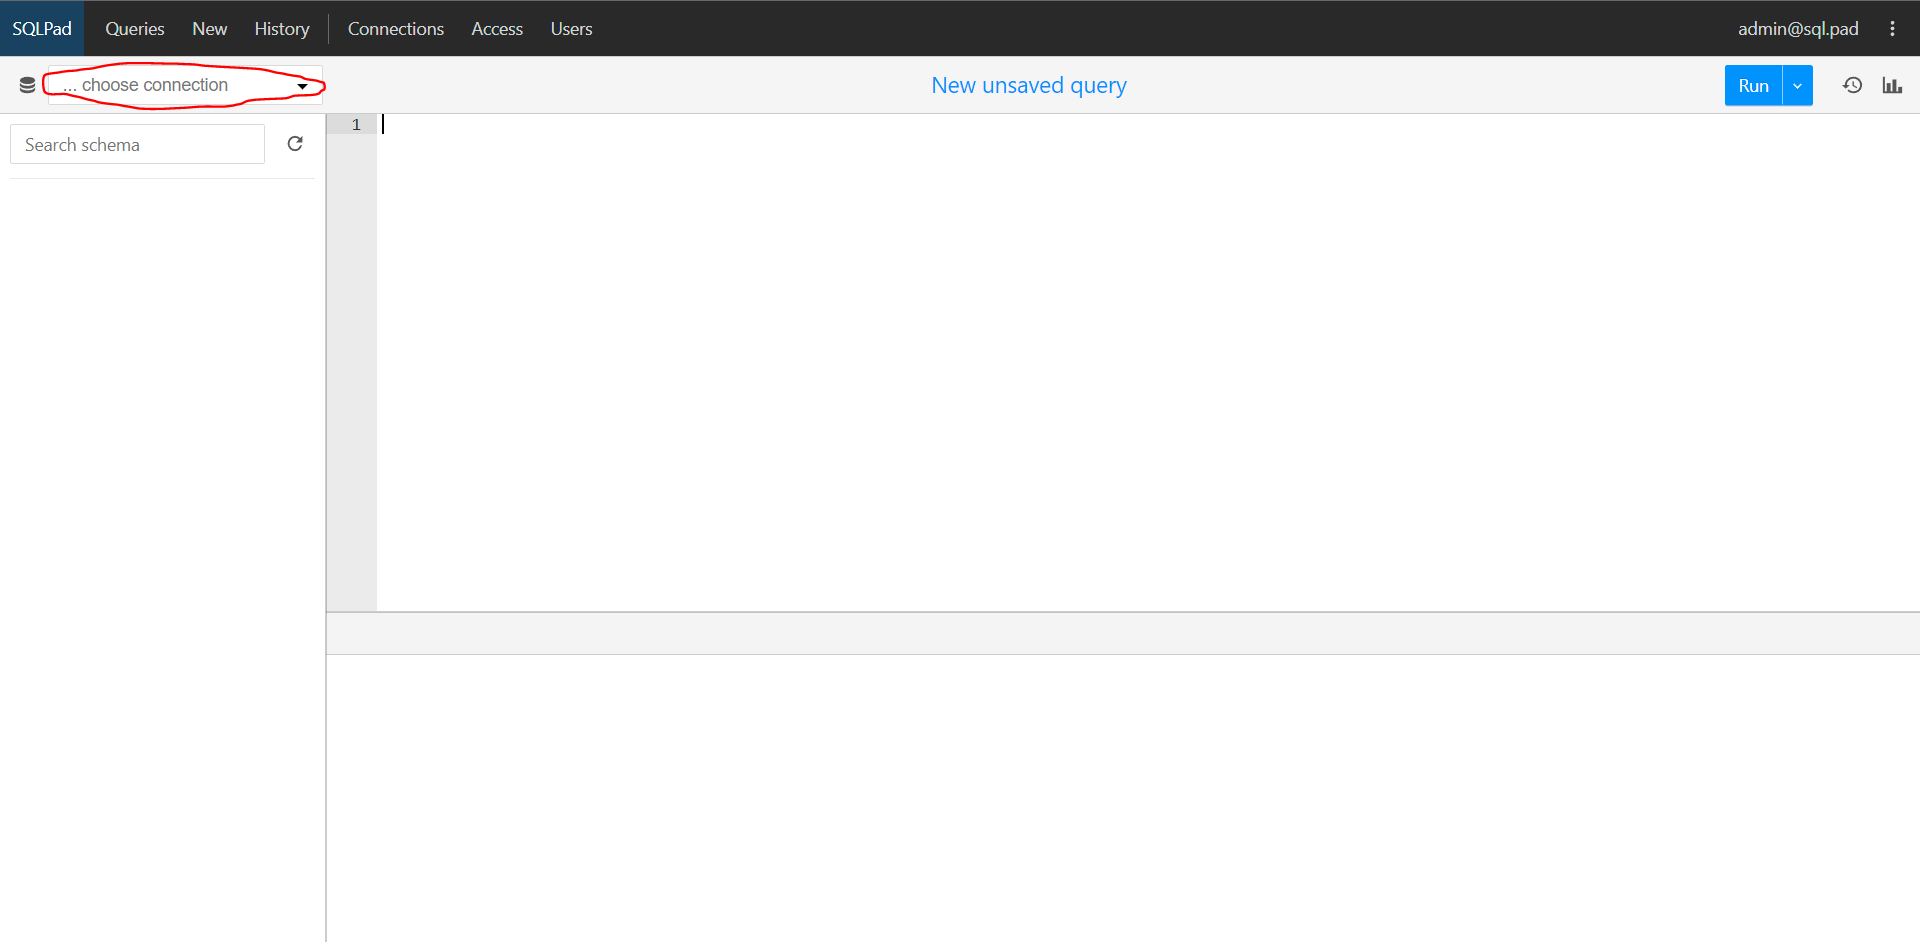 SQLPad Queries New History Connections Access Users admin@sql.pad
... choose connection New unsaved query Run
Search schema
1